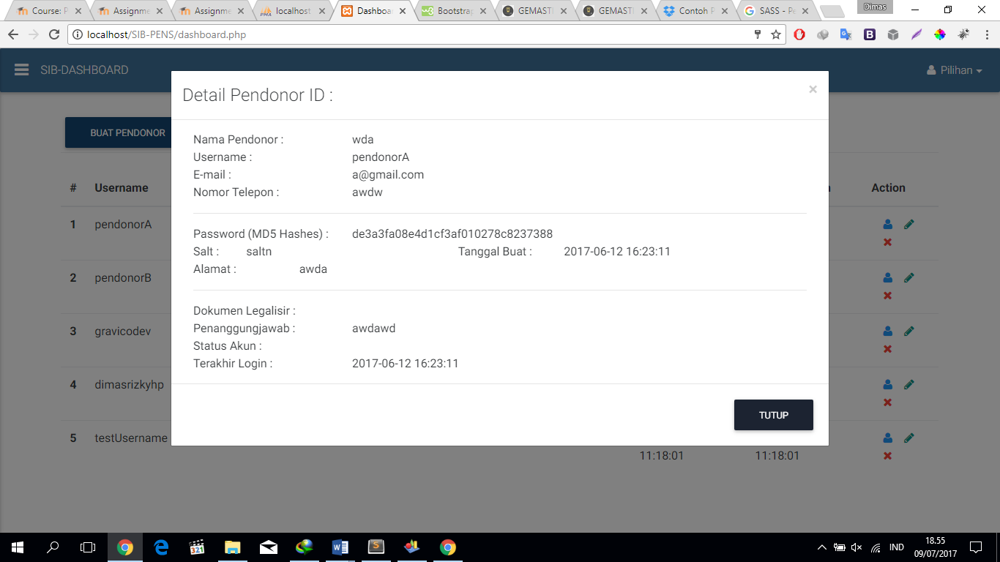 Course: P
Assignme
Assignme
localhost
Dashboa
Bootstrap
GEMAST
GEMAST
Contoh P
SASS - Pe
Dimas
localhost/SIB-PENS/dashboard.php
SIB-DASHBOARD
Pilihan
Detail Pendonor ID :
×
BUAT PENDONOR
Nama Pendonor : wda
Username : pendonorA
E-mail : a@gmail.com
Nomor Telepon : awdw
Password (MD5 Hashes) : de3a3fa08e4d1cf3af010278c8237388
Salt : saltn Tanggal Buat : 2017-06-12 16:23:11
Alamat : awda
Dokumen Legalisir :
Penanggungjawab : awdawd
Status Akun :
Terakhir Login : 2017-06-12 16:23:11
TUTUP
# Username Action
1 pendonorA
2 pendonorB
3 gravicodev
4 dimasrizkyhp
5 testUsername
11:18:01 11:18:01
IND
18.55
09/07/2017